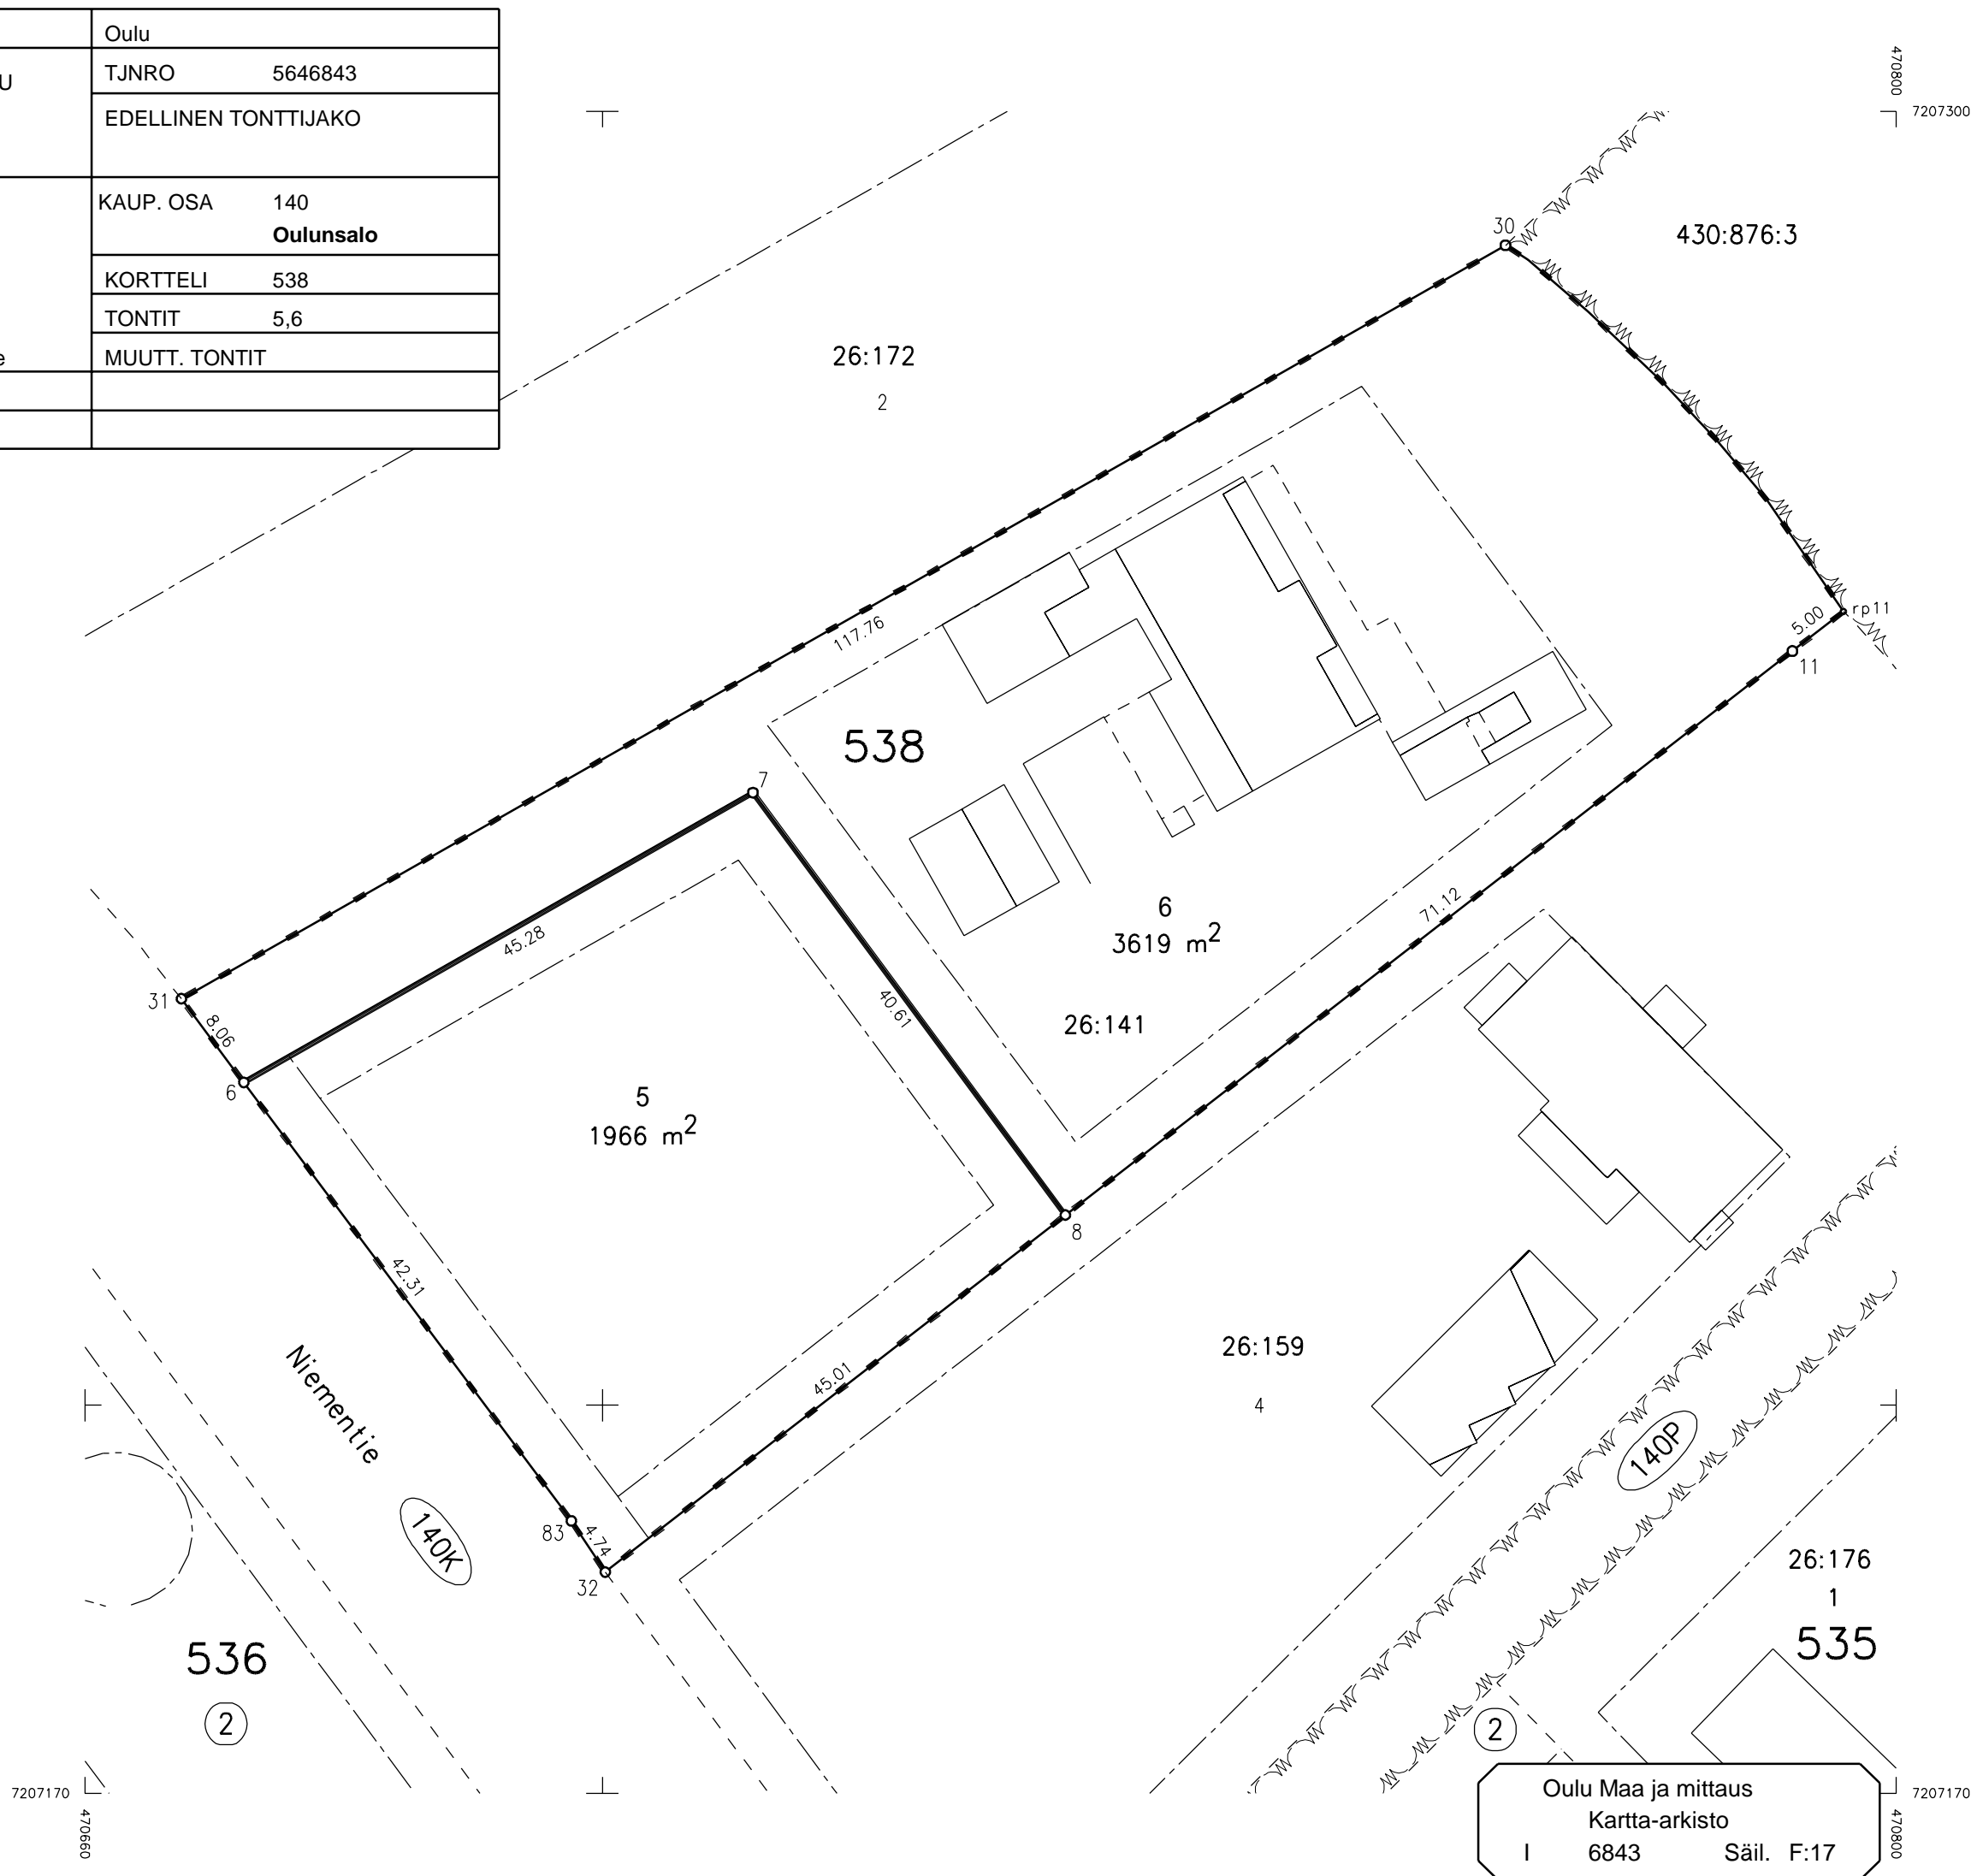 Oulu
U
TJNRO 5646843
EDELLINEN TONTTIJAKO
KAUP. OSA 140
Oulunsalo
KORTTELI 538
TONTIT 5,6
e
MUUTT. TONTIT
470800
7207300
30
430:876:3
26:172
2
rp11
5.00
11
117.76
538
7
6
3619 m2
71.12
45.28
40.61
26:141
31
8.06
6
5
1966 m2
8
42.31
26:159
4
45.01
Niementie
140K
140P
83
4.74
32
26:176
1
535
536
2
2
7207170
470660
Oulu Maa ja mittaus
Kartta-arkisto
I 6843 Säil. F:17
7207170
470800